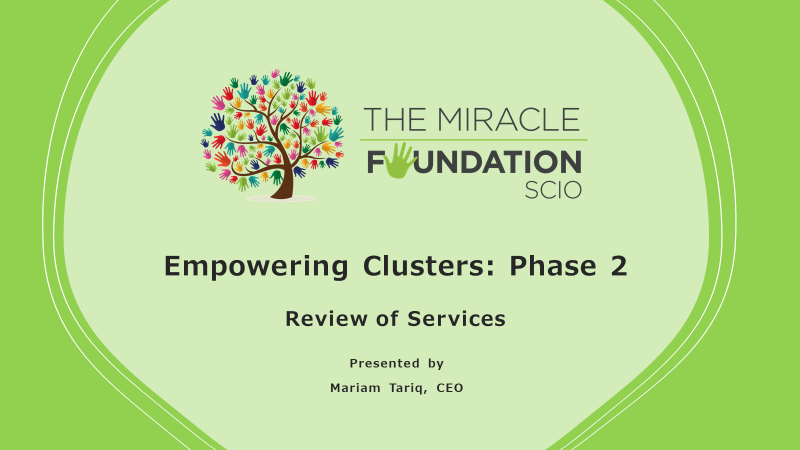 THE MIRACLE
FOUNDATION
SCIO
Empowering Clusters: Phase 2
Review of Services
Presented by
Mariam Tariq, CEO